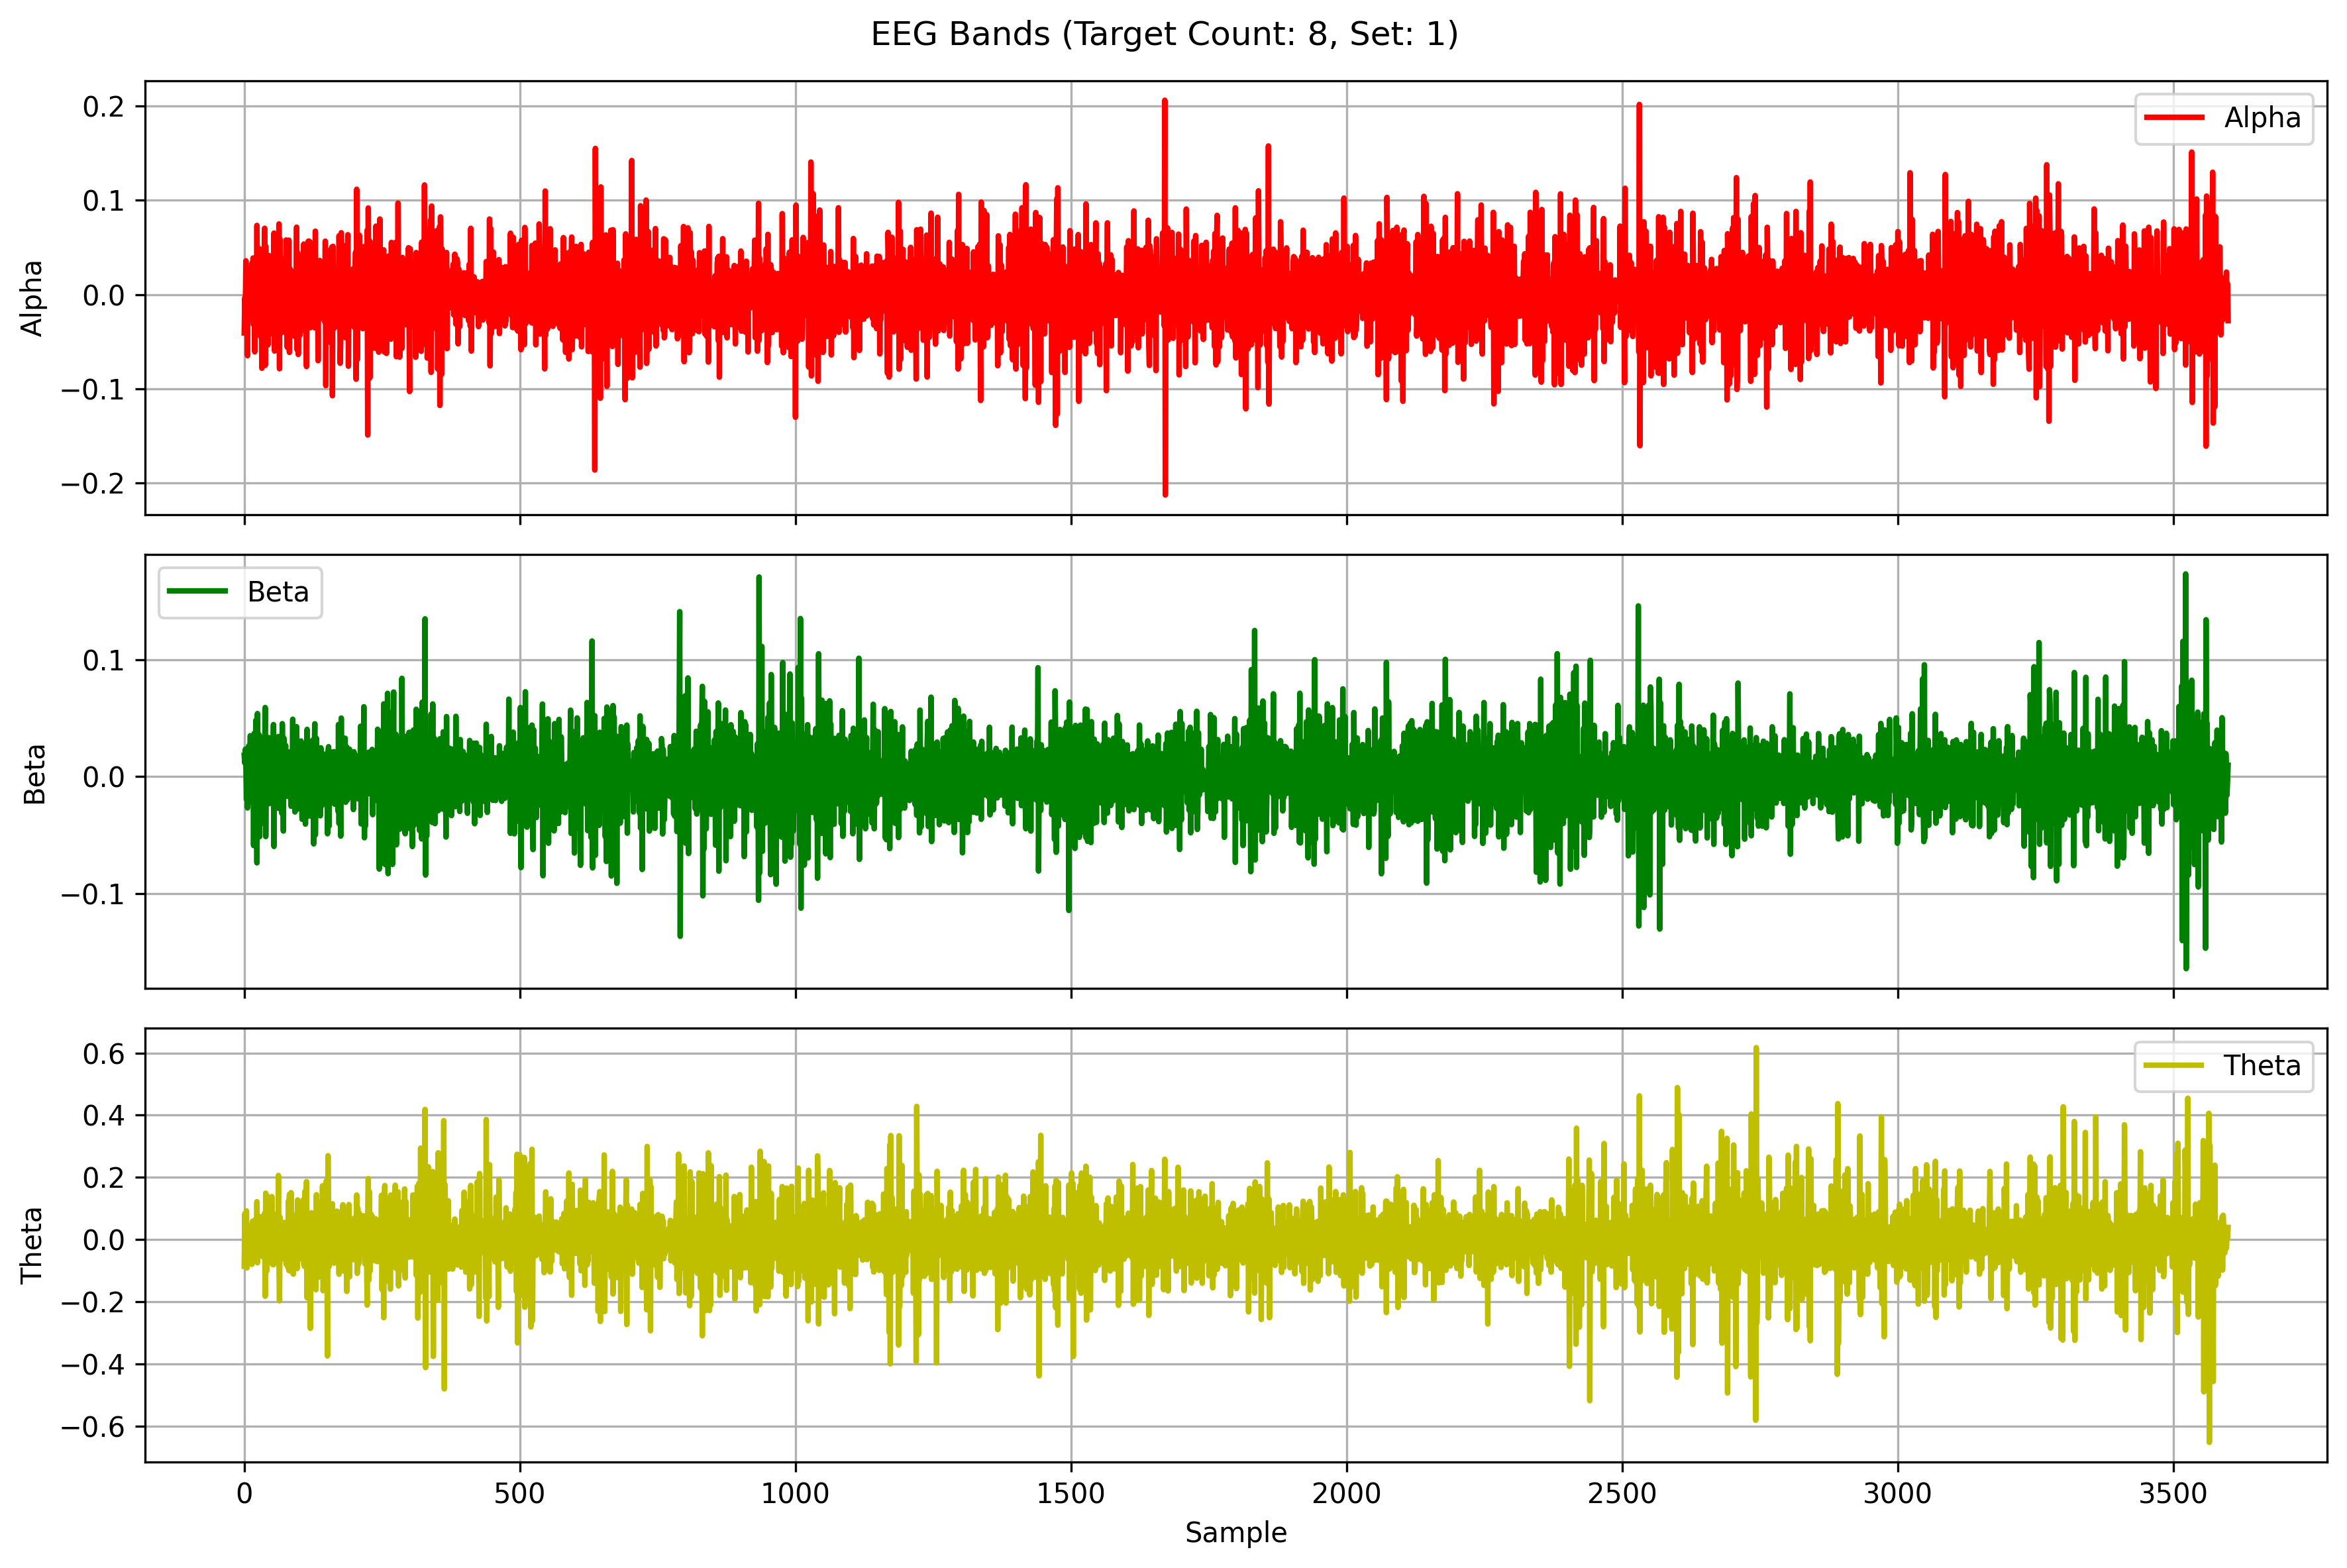 EEG Bands (Target Count: 8, Set: 1)
0.2
0.1
0.0
−0.1
−0.2
Alpha
Alpha
0.1
0.0
−0.1
Beta
Beta
0.6
0.4
0.2
0.0
−0.2
−0.4
−0.6
Theta
Theta
0 500 1000 1500 2000 2500 3000 3500
Sample